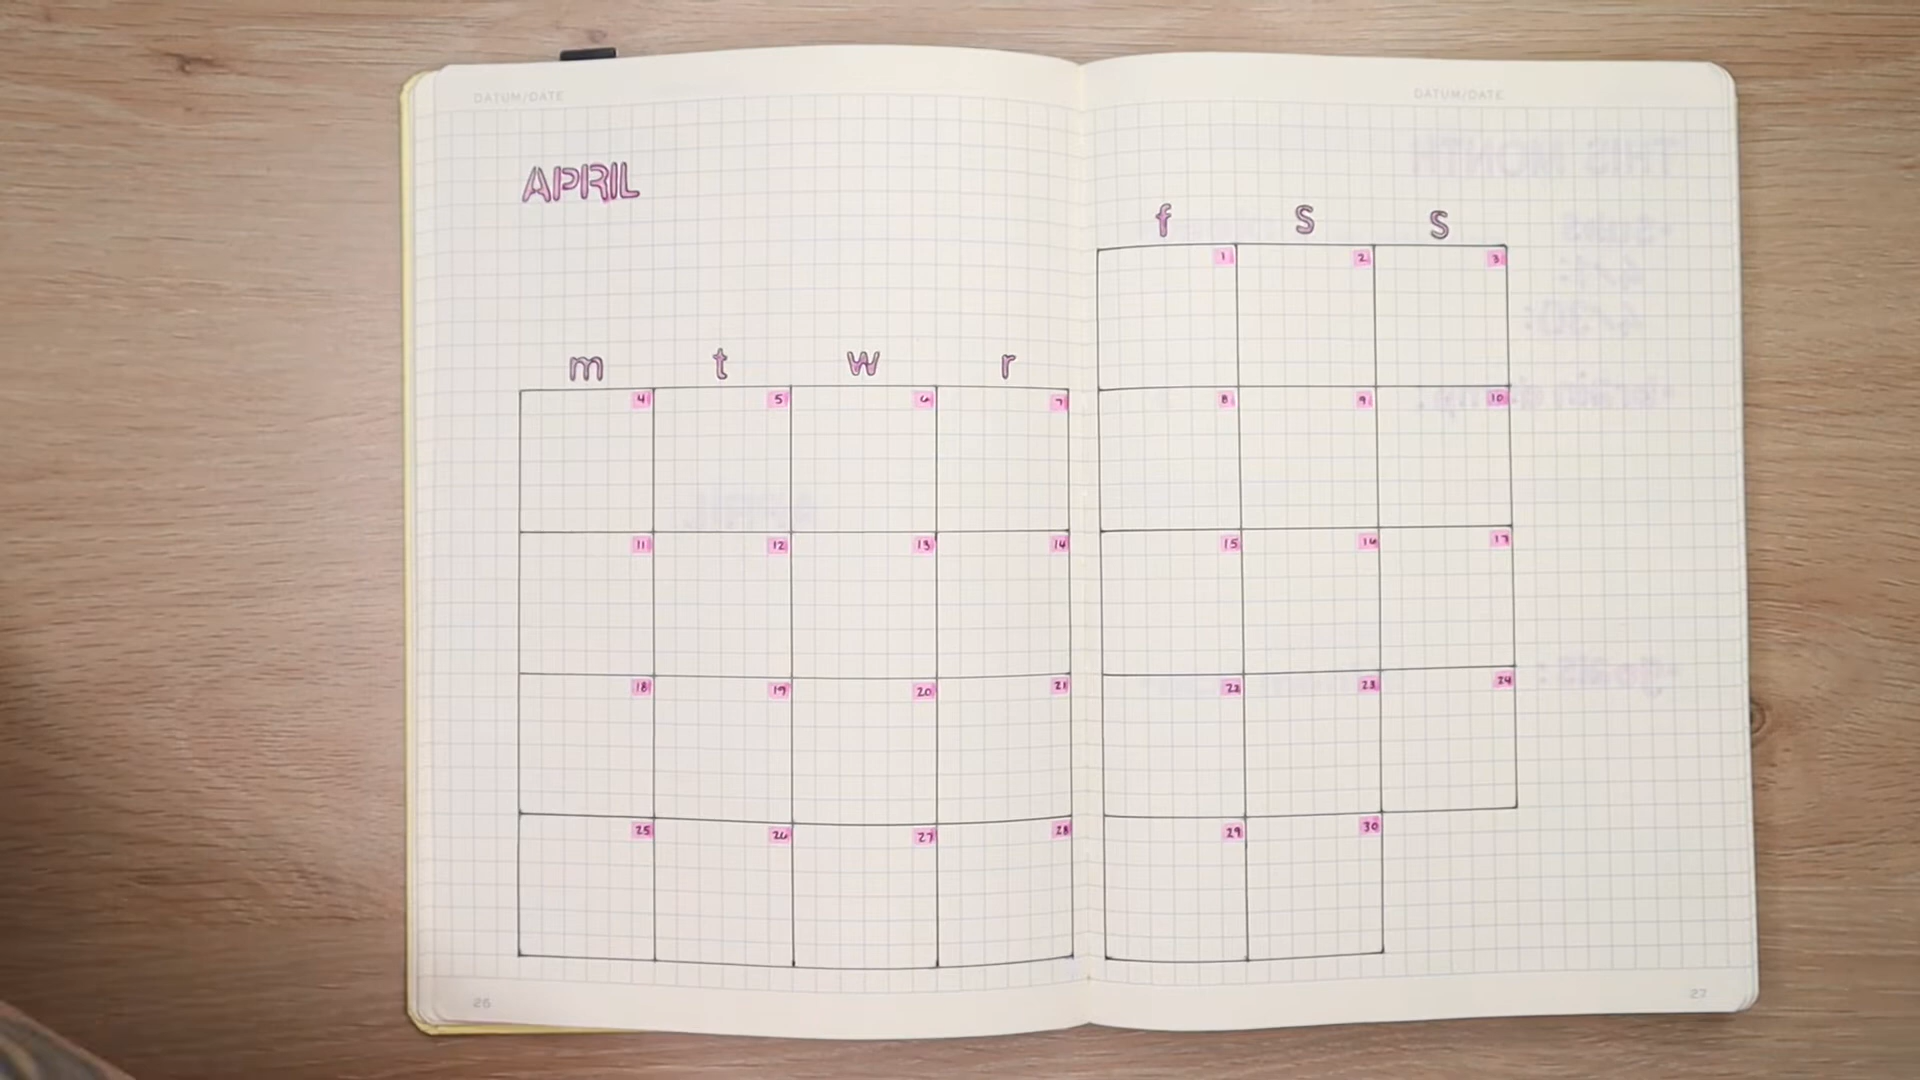 DATUM/DATE
DATUM/DATE
APRIL
f s s
1 2 3
m t w r
4 5 6 7 8 9 10
11 12 13 14 15 16 17
18 19 20 21 22 23 24
25 26 27 28 29 30
26
27